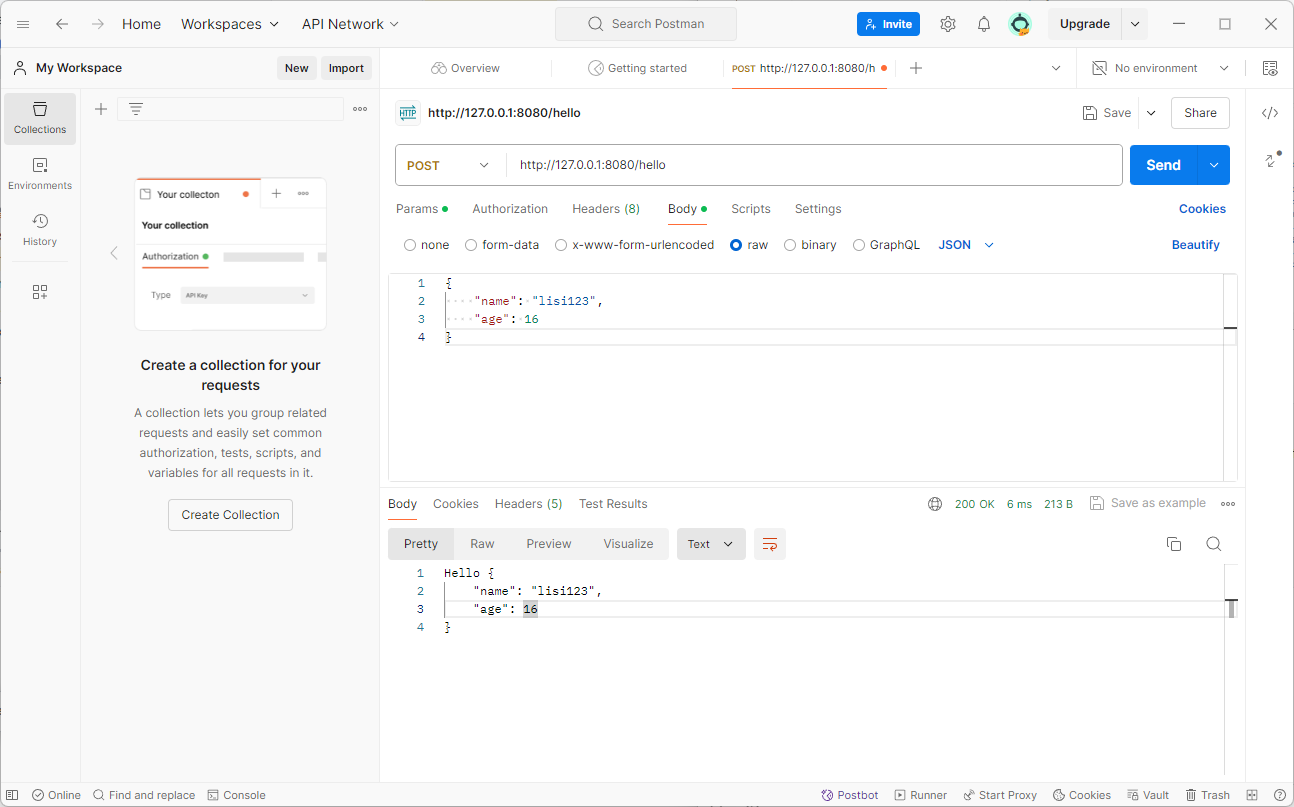 Home Workspaces API Network Search Postman Invite Upgrade
My Workspace New Import Overview Getting started POST http://127.0.0.1:8080/h No environment
Collections
Environments
History
Your collecton
Your collection
Authorization
Type API Key
Create a collection for your
requests
A collection lets you group related
requests and easily set common
authorization, tests, scripts, and
variables for all requests in it.
Create Collection
HTTP http://127.0.0.1:8080/hello Save Share
POST http://127.0.0.1:8080/hello Send
Params Authorization Headers (8) Body Scripts Settings Cookies
none form-data x-www-form-urlencoded raw binary GraphQL JSON Beautify
1 {
2 "name": "lisi123",
3 "age": 16
4 }
Body Cookies Headers (5) Test Results 200 OK 6 ms 213 B Save as example
Pretty Raw Preview Visualize Text
1 Hello {
2 "name": "lisi123",
3 "age": 16
4 }
Online Find and replace Console Postbot Runner Start Proxy Cookies Vault Trash